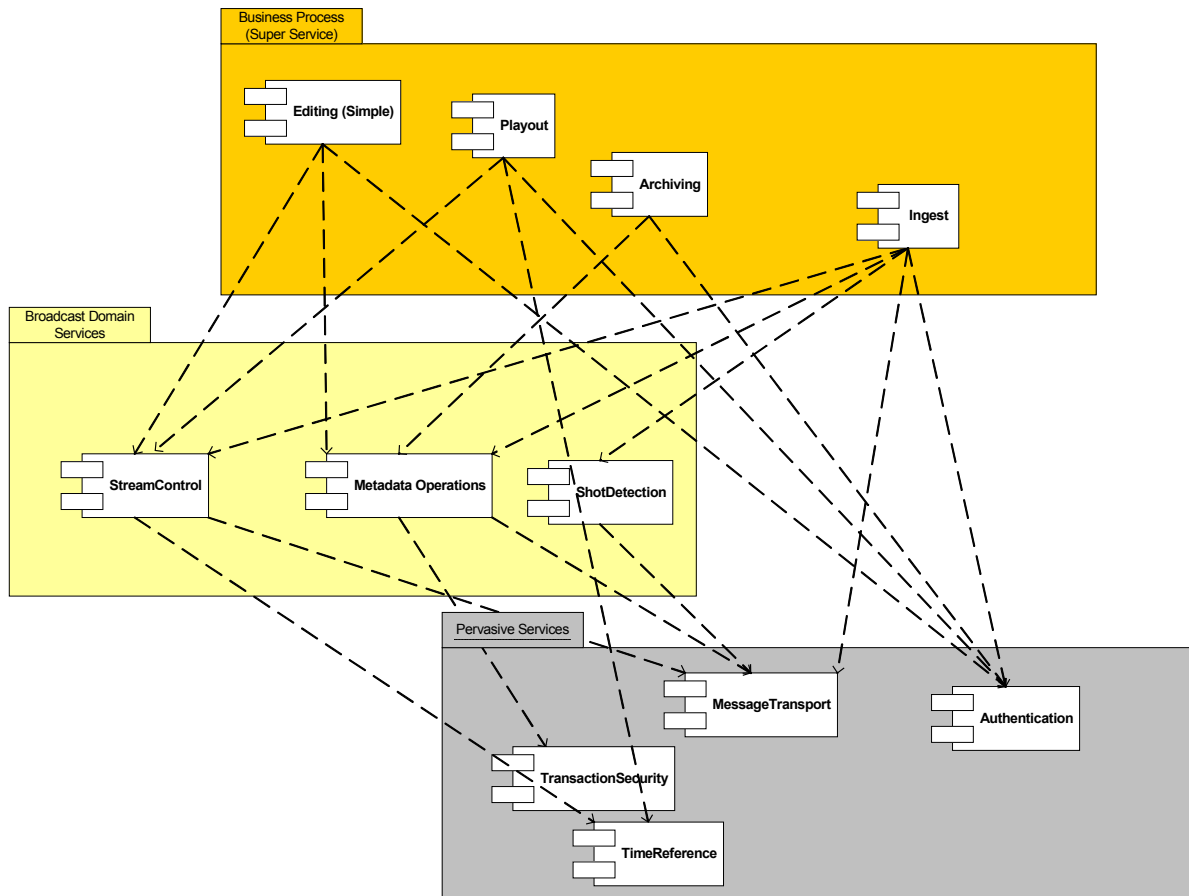 Business Process
(Super Service)
Editing (Simple)
Playout
Archiving
Ingest
Broadcast Domain
Services
StreamControl
Metadata Operations
ShotDetection
Pervasive Services
MessageTransport
Authentication
TransactionSecurity
TimeReference